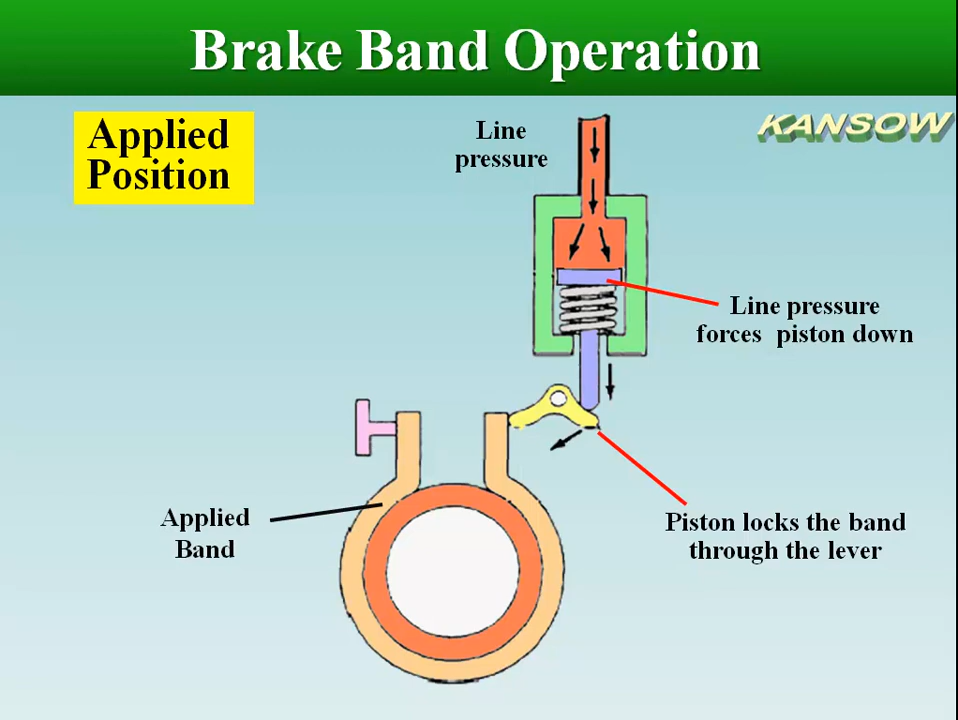 Brake Band Operation
Applied
Position
KANSOW
Line
pressure
Line pressure
forces piston down
Applied
Band
Piston locks the band
through the lever